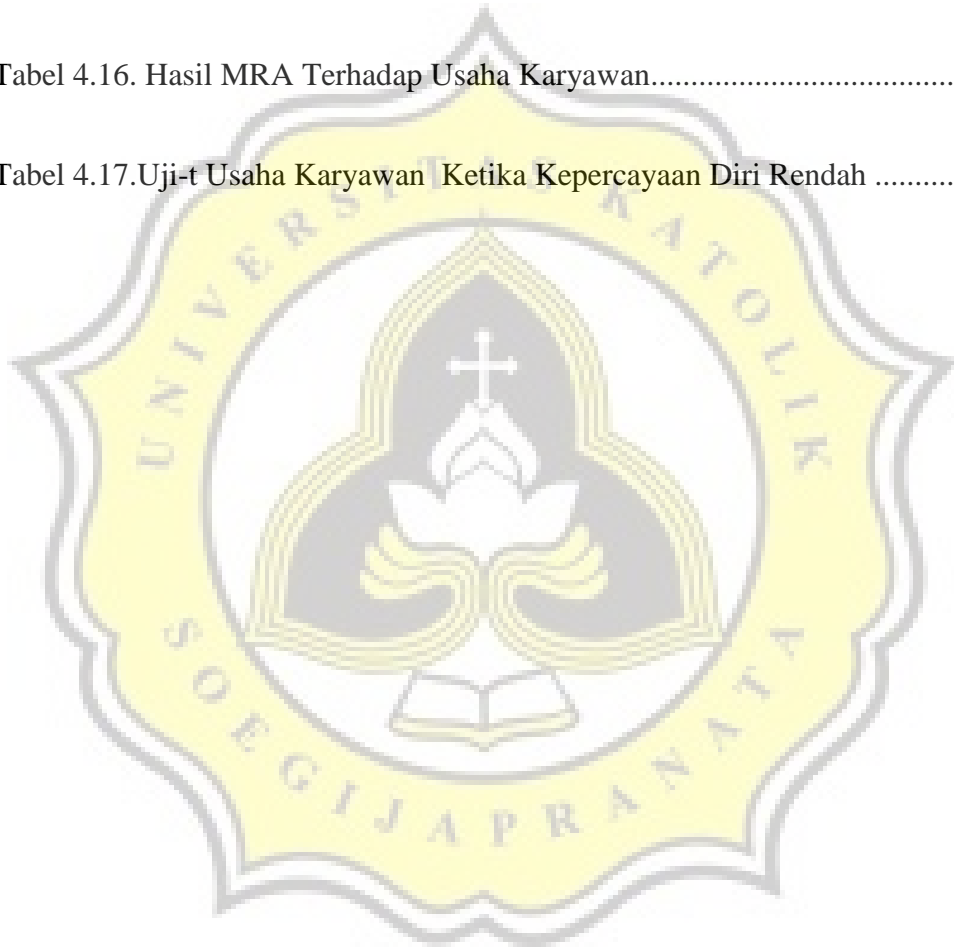 Tabel 4.16. Hasil MRA Terhadap Usaha Karyawan.....................................
Tabel 4.17.Uji-t Usaha Karyawan  Ketika Kepercayaan Diri Rendah ..........
UNIVERSITAS KATOLIK
SOEGIJAPRANATA